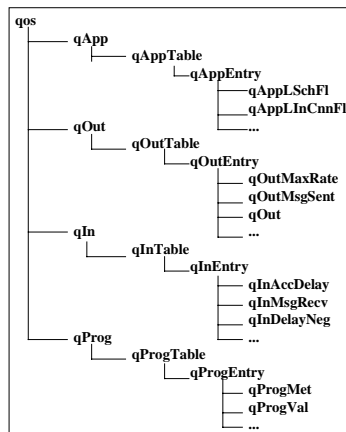 qos
qApp
qAppTable
qAppEntry
qAppLSchFl
qAppLInCnnFl
...
qOut
qOutTable
qOutEntry
qOutMaxRate
qOutMsgSent
qOut
...
qIn
qInTable
qInEntry
qInAccDelay
qInMsgRecv
qInDelayNeg
...
qProg
qProgTable
qProgEntry
qProgMet
qProgVal
...